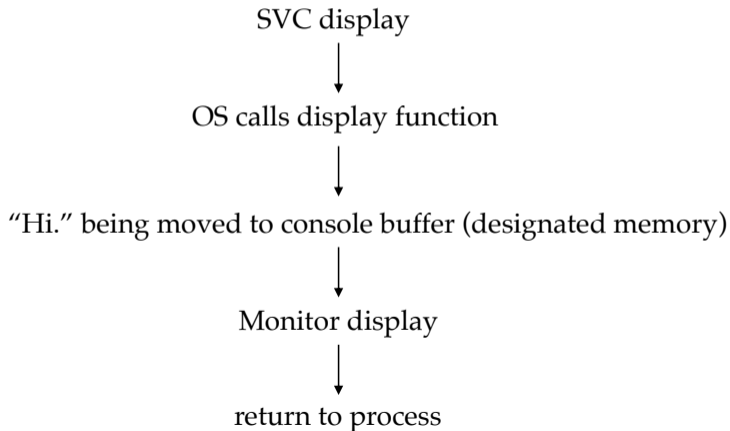 SVC display
OS calls display function
“Hi.” being moved to console buffer (designated memory)
Monitor display
return to process